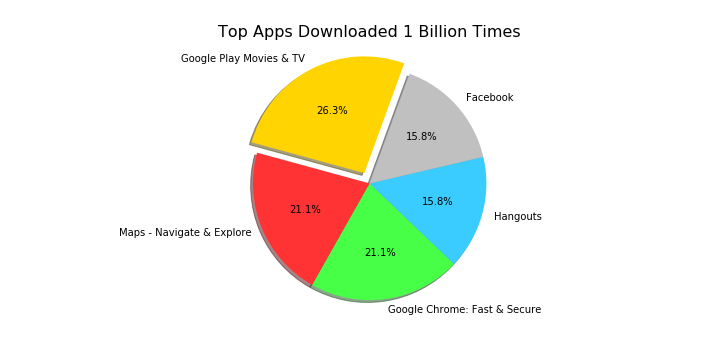 Top Apps Downloaded 1 Billion Times
Google Play Movies & TV
26.3%
Facebook
15.8%
15.8%
Hangouts
21.1%
Maps - Navigate & Explore
21.1%
Google Chrome: Fast & Secure